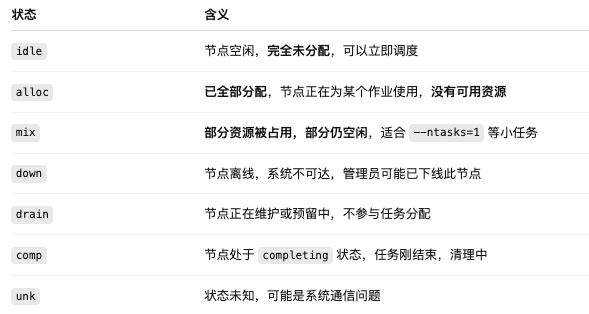 状态 含义
idle 节点空闲，完全未分配，可以立即调度
alloc 已全部分配，节点正在为某个作业使用，没有可用资源
mix 部分资源被占用，部分仍空闲，适合 --ntasks=1 等小任务
down 节点离线，系统不可达，管理员可能已下线此节点
drain 节点正在维护或预留中，不参与任务分配
comp 节点处于 completing 状态，任务刚结束，清理中
unk 状态未知，可能是系统通信问题